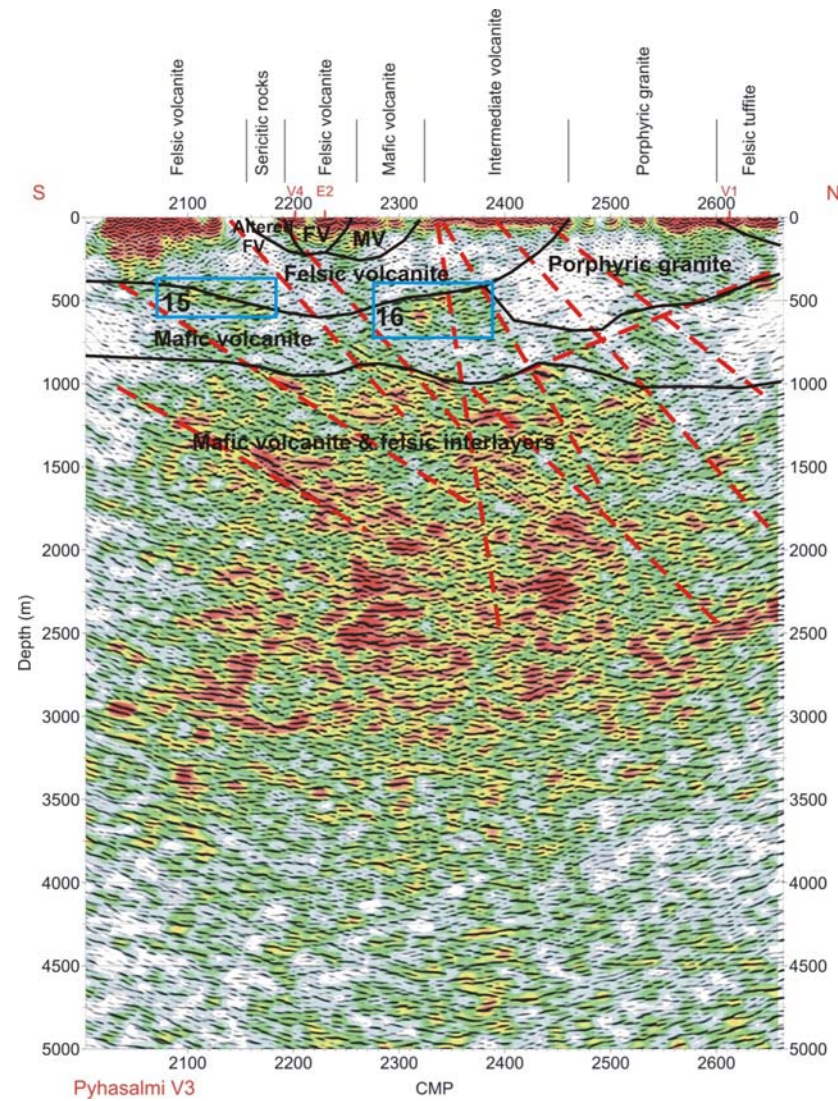 Felsic volcanite
Sericitic rocks
Felsic volcanite
Mafic volcanite
Intermediate volcanite
Porphyric granite
Felsic tuffite
S
V4
E2
V1
N
2100
2200
2300
2400
2500
2600
0
0
Altered
FV
FV
MV
Felsic volcanite
Porphyric granite
500
15
16
500
Mafic volcanite
1000
1000
Mafic volcanite & felsic interlayers
1500
1500
2000
2000
Depth (m)
2500
2500
3000
3000
3500
3500
4000
4000
4500
4500
5000
5000
2100
2200
2300
2400
2500
2600
Pyhasalmi V3
CMP